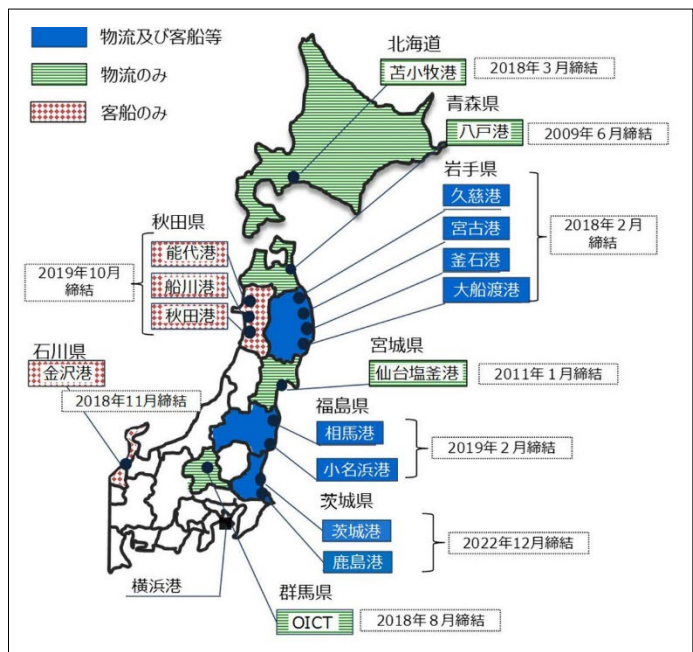 物流及び客船等
物流のみ
客船のみ
北海道
苫小牧港
2018年3月締結
青森県
八戸港
2009年6月締結
岩手県
久慈港
宮古港
釜石港
大船渡港
2018年2月
締結
秋田県
能代港
船川港
秋田港
2019年10月
締結
石川県
金沢港
2018年11月締結
宮城県
仙台塩釜港
2011年1月締結
福島県
相馬港
小名浜港
2019年2月締結
茨城県
茨城港
鹿島港
2022年12月締結
横浜港
群馬県
OICT
2018年8月締結